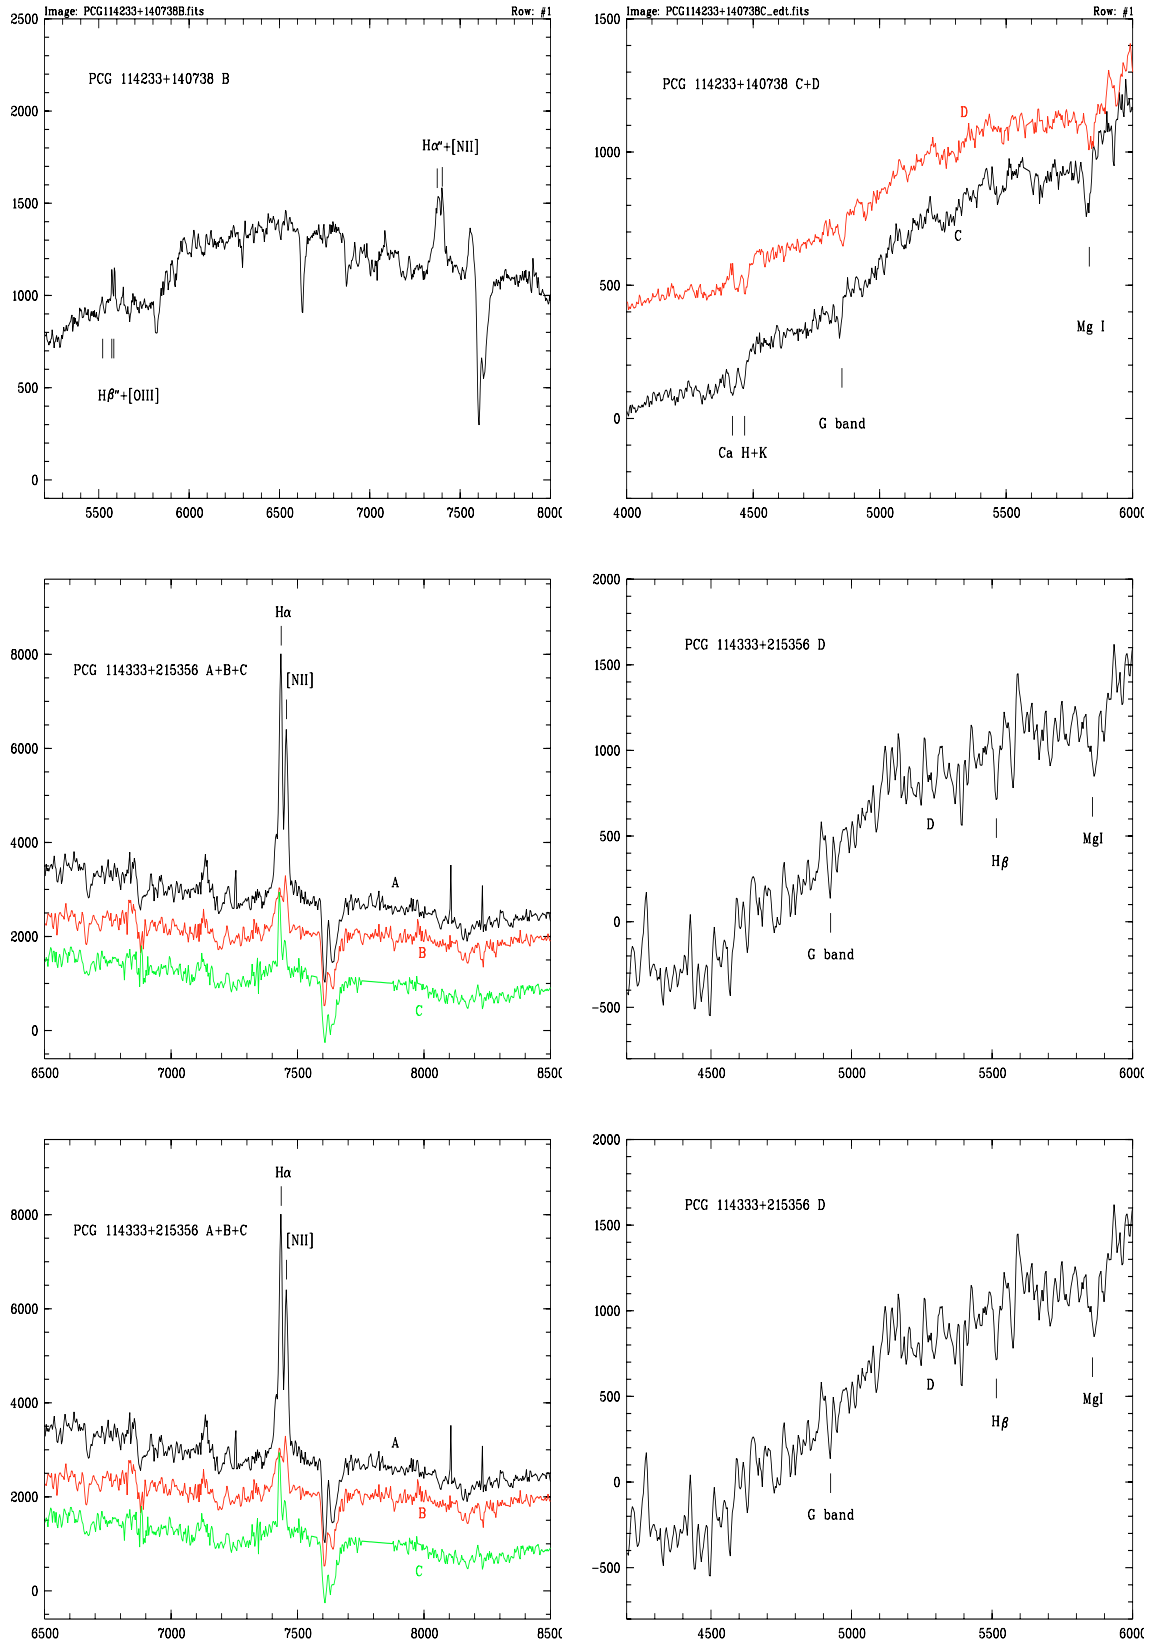 Image: PCG114233+140738B.fits Row: #1
PCG 114233+140738 B
Hα"+[NII]
Hβ"+[OIII]
2500
2000
1500
1000
500
0
5500 6000 6500 7000 7500 8000
Image: PCG114233+140738C_edt.fits Row: #1
PCG 114233+140738 C+D
D
C
Mg I
G band
Ca H+K
1500
1000
500
0
4000 4500 5000 5500 6000
Hα
[NII]
PCG 114333+215356 A+B+C
A
B
C
8000
6000
4000
2000
0
6500 7000 7500 8000 8500
PCG 114333+215356 D
D
Hβ
MgI
G band
2000
1500
1000
500
0
-500
4500 5000 5500 6000
Hα
[NII]
PCG 114333+215356 A+B+C
A
B
C
8000
6000
4000
2000
0
6500 7000 7500 8000 8500
PCG 114333+215356 D
D
Hβ
MgI
G band
2000
1500
1000
500
0
-500
4500 5000 5500 6000